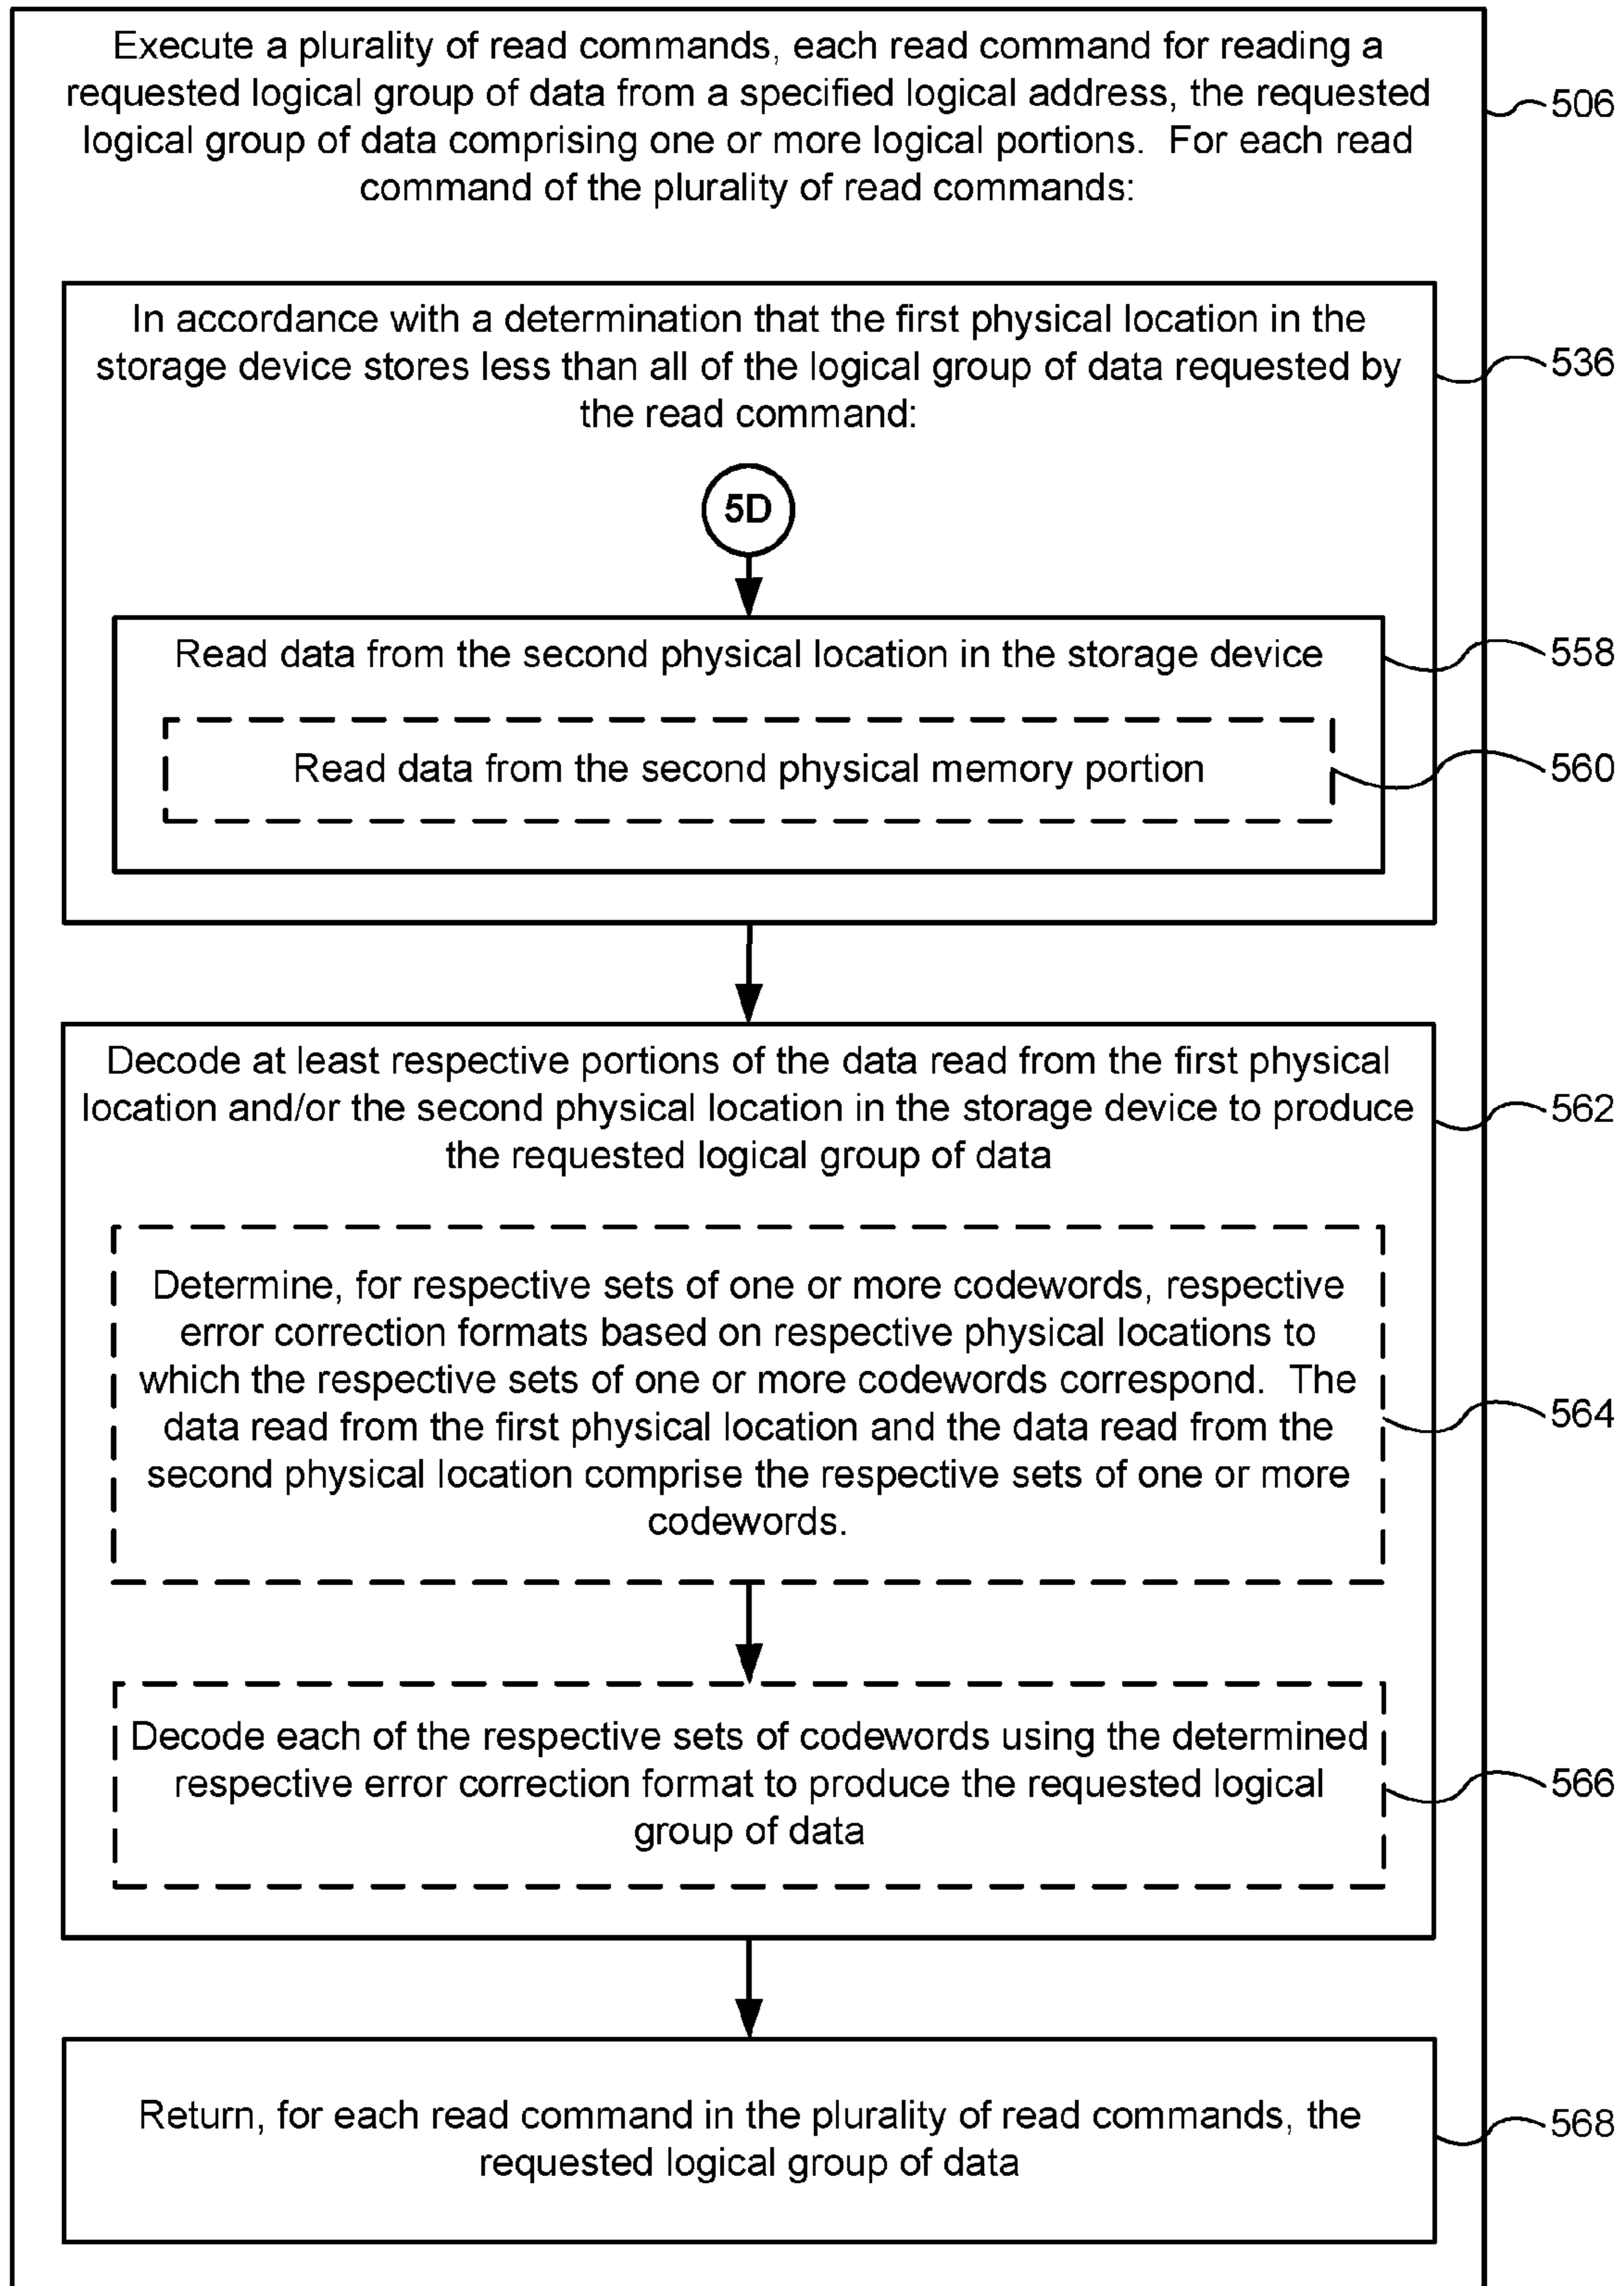 Execute a plurality of read commands, each read command for reading a
requested logical group of data from a specified logical address, the requested
logical group of data comprising one or more logical portions.  For each read
command of the plurality of read commands:
506
In accordance with a determination that the first physical location in the
storage device stores less than all of the logical group of data requested by
the read command:
536
5D
Read data from the second physical location in the storage device
558
Read data from the second physical memory portion
560
Decode at least respective portions of the data read from the first physical
location and/or the second physical location in the storage device to produce
the requested logical group of data
562
Determine, for respective sets of one or more codewords, respective
error correction formats based on respective physical locations to
which the respective sets of one or more codewords correspond.  The
data read from the first physical location and the data read from the
second physical location comprise the respective sets of one or more
codewords.
564
Decode each of the respective sets of codewords using the determined
respective error correction format to produce the requested logical
group of data
566
Return, for each read command in the plurality of read commands, the
requested logical group of data
568